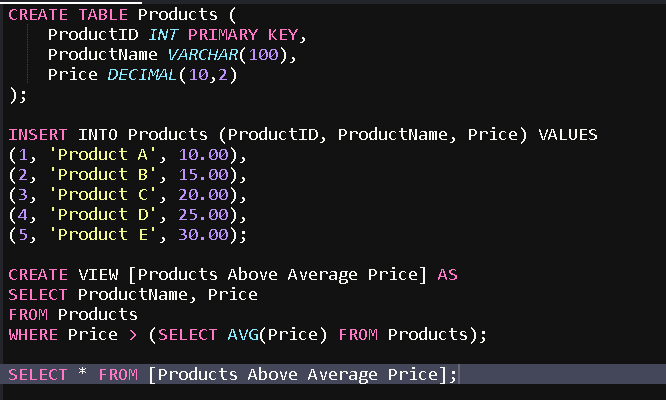 CREATE TABLE Products (
    ProductID INT PRIMARY KEY,
    ProductName VARCHAR(100),
    Price DECIMAL(10,2)
);

INSERT INTO Products (ProductID, ProductName, Price) VALUES
(1, 'Product A', 10.00),
(2, 'Product B', 15.00),
(3, 'Product C', 20.00),
(4, 'Product D', 25.00),
(5, 'Product E', 30.00);

CREATE VIEW [Products Above Average Price] AS
SELECT ProductName, Price
FROM Products
WHERE Price > (SELECT AVG(Price) FROM Products);

SELECT * FROM [Products Above Average Price];